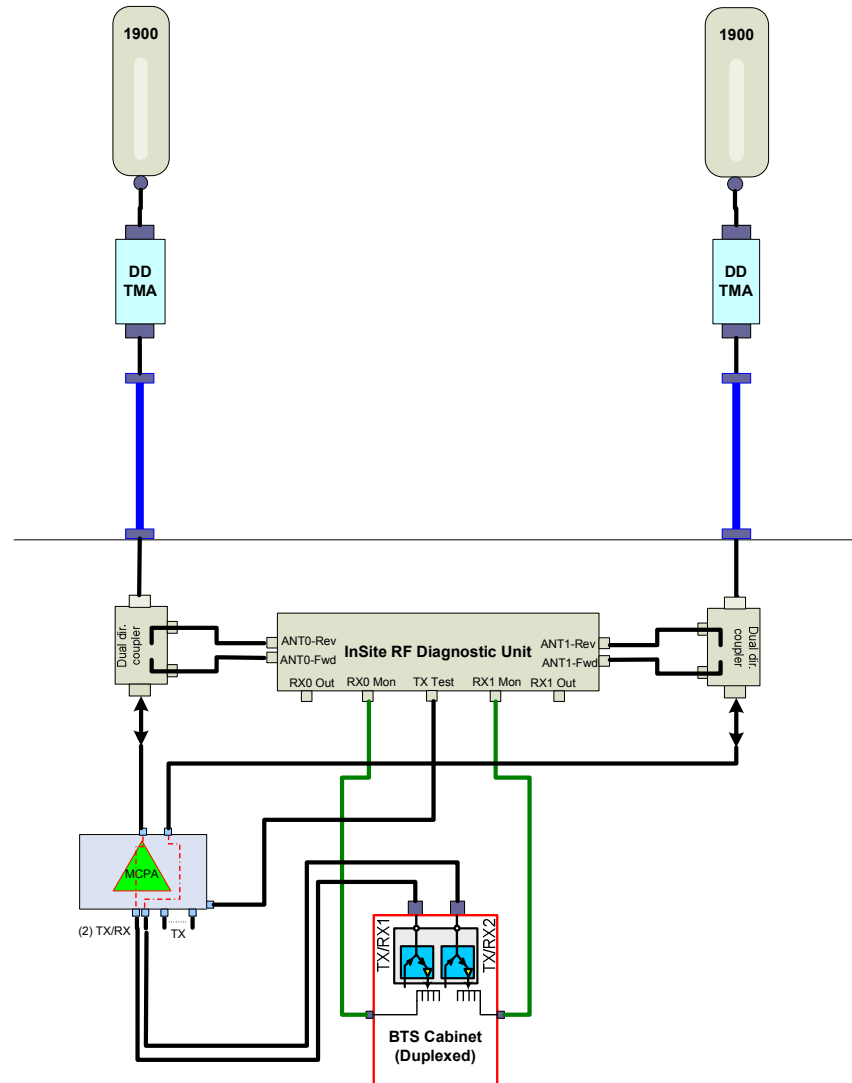 1900
1900
DD
TMA
DD
TMA
Dual dir.
coupler
ANT0-Rev
ANT0-Fwd
InSite RF Diagnostic Unit
ANT1-Rev
ANT1-Fwd
RX0 Out
RX0 Mon
TX Test
RX1 Mon
RX1 Out
Dual dir.
coupler
MCPA
(2) TX/RX
TX
TX/RX1
TX/RX2
BTS Cabinet
(Duplexed)